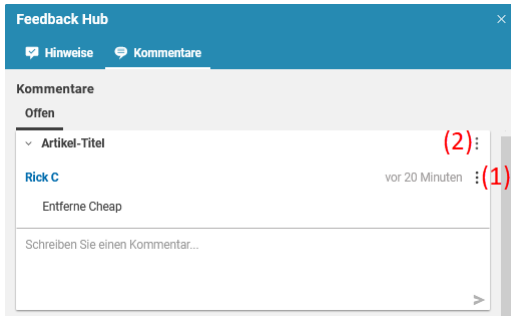 Feedback Hub
Hinweise Kommentare
Kommentare
Offen
Artikel-Titel (2)
Rick C vor 20 Minuten (1)
Entferne Cheap
Schreiben Sie einen Kommentar...